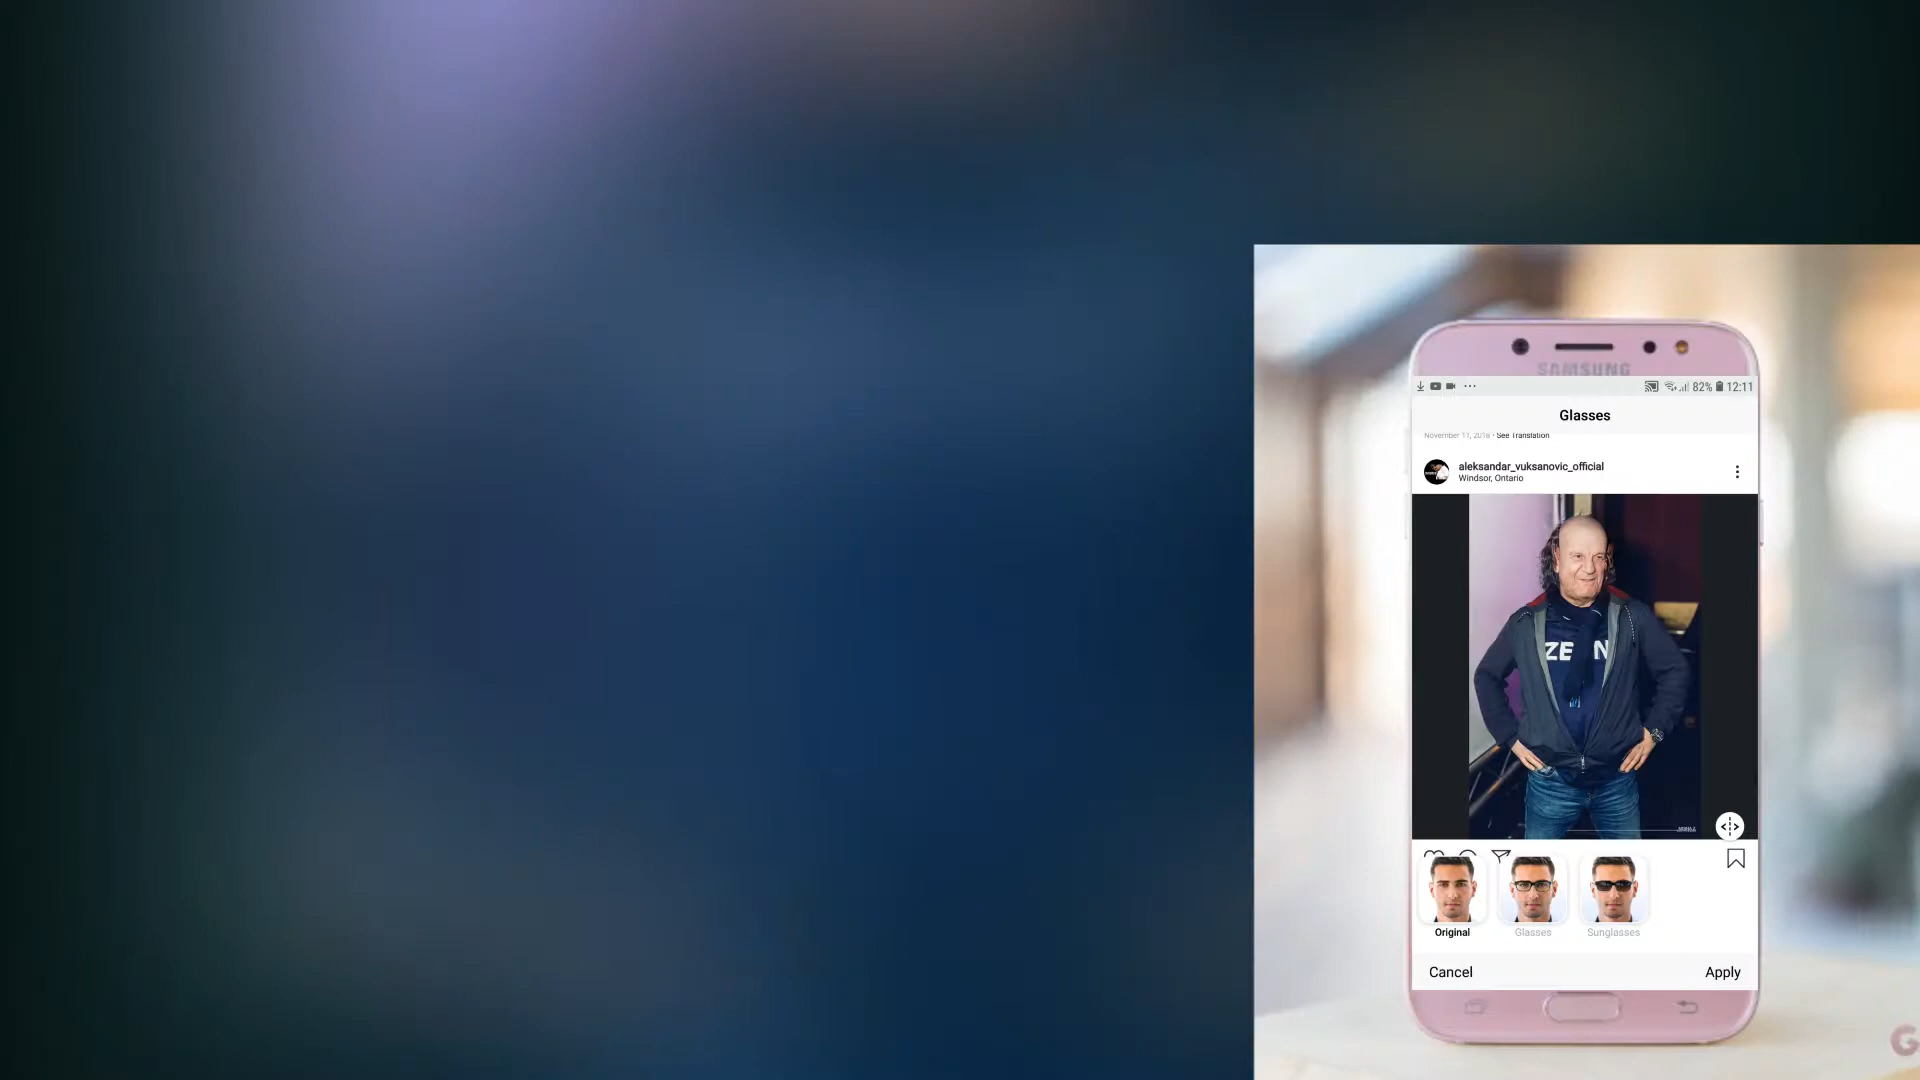 SAMSUNG
82% 12:11
Glasses
November 11, 2018 • See Translation
aleksandar_vuksanovic_official
Windsor, Ontario
ZE N
Original
Glasses
Sunglasses
Cancel
Apply
G